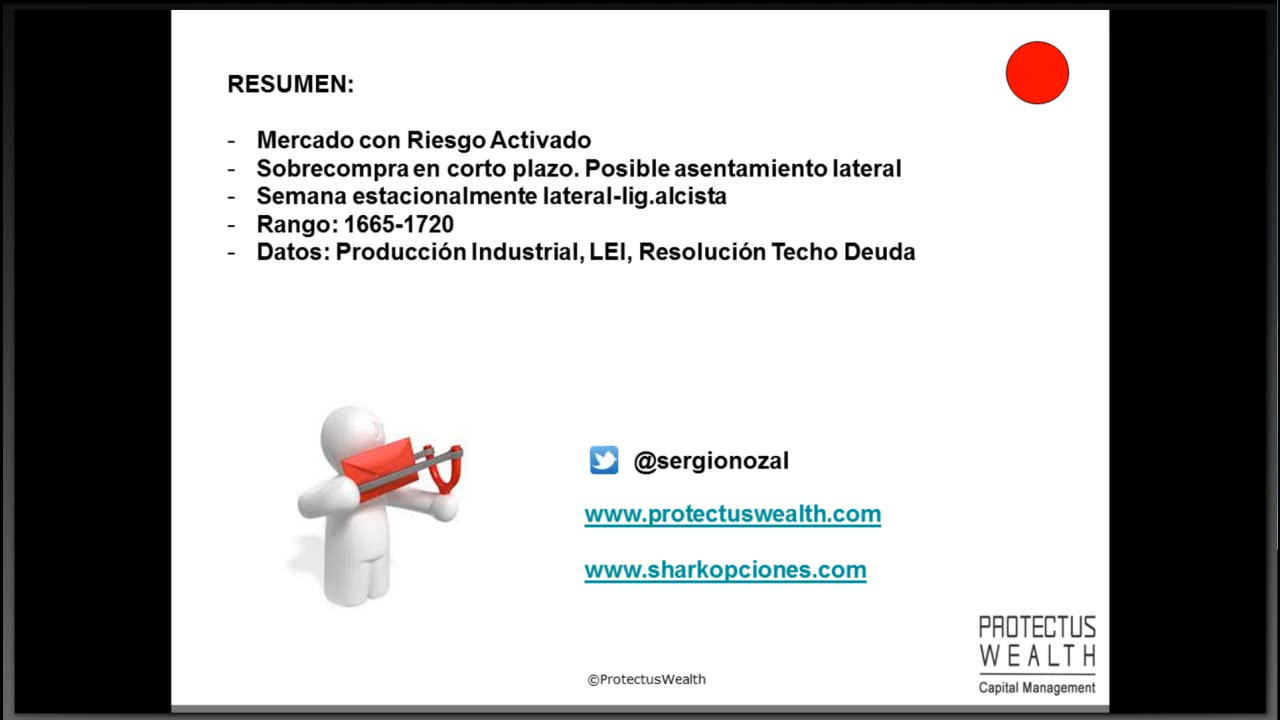 RESUMEN:
- Mercado con Riesgo Activado
- Sobrecompra en corto plazo. Posible asentamiento lateral
- Semana estacionalmente lateral-lig.alcista
- Rango: 1665-1720
- Datos: Producción Industrial, LEI, Resolución Techo Deuda
@sergionozal
www.protectuswealth.com
www.sharkopciones.com
PROTECTUS
WEALTH
Capital Management
©ProtectusWealth